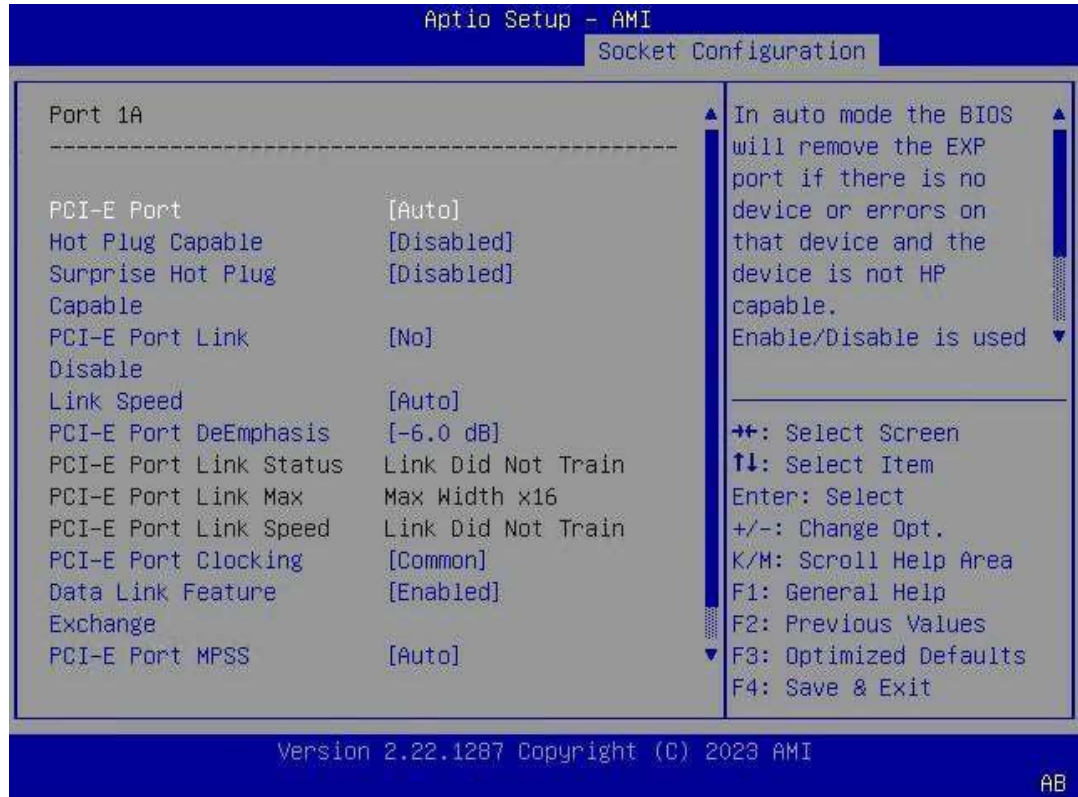 Aptio Setup – AMI
Socket Configuration
Port 1A
PCI-E Port [Auto]
Hot Plug Capable [Disabled]
Surprise Hot Plug [Disabled]
Capable
PCI-E Port Link [No]
Disable
Link Speed [Auto]
PCI-E Port DeEmphasis [-6.0 dB]
PCI-E Port Link Status Link Did Not Train
PCI-E Port Link Max Max Width x16
PCI-E Port Link Speed Link Did Not Train
PCI-E Port Clocking [Common]
Data Link Feature [Enabled]
Exchange
PCI-E Port MPSS [Auto]
In auto mode the BIOS
will remove the EXP
port if there is no
device or errors on
that device and the
device is not HP
capable.
Enable/Disable is used
→←: Select Screen
↑↓: Select Item
Enter: Select
+/-: Change Opt.
K/M: Scroll Help Area
F1: General Help
F2: Previous Values
F3: Optimized Defaults
F4: Save & Exit
Version 2.22.1287 Copyright (C) 2023 AMI
AB